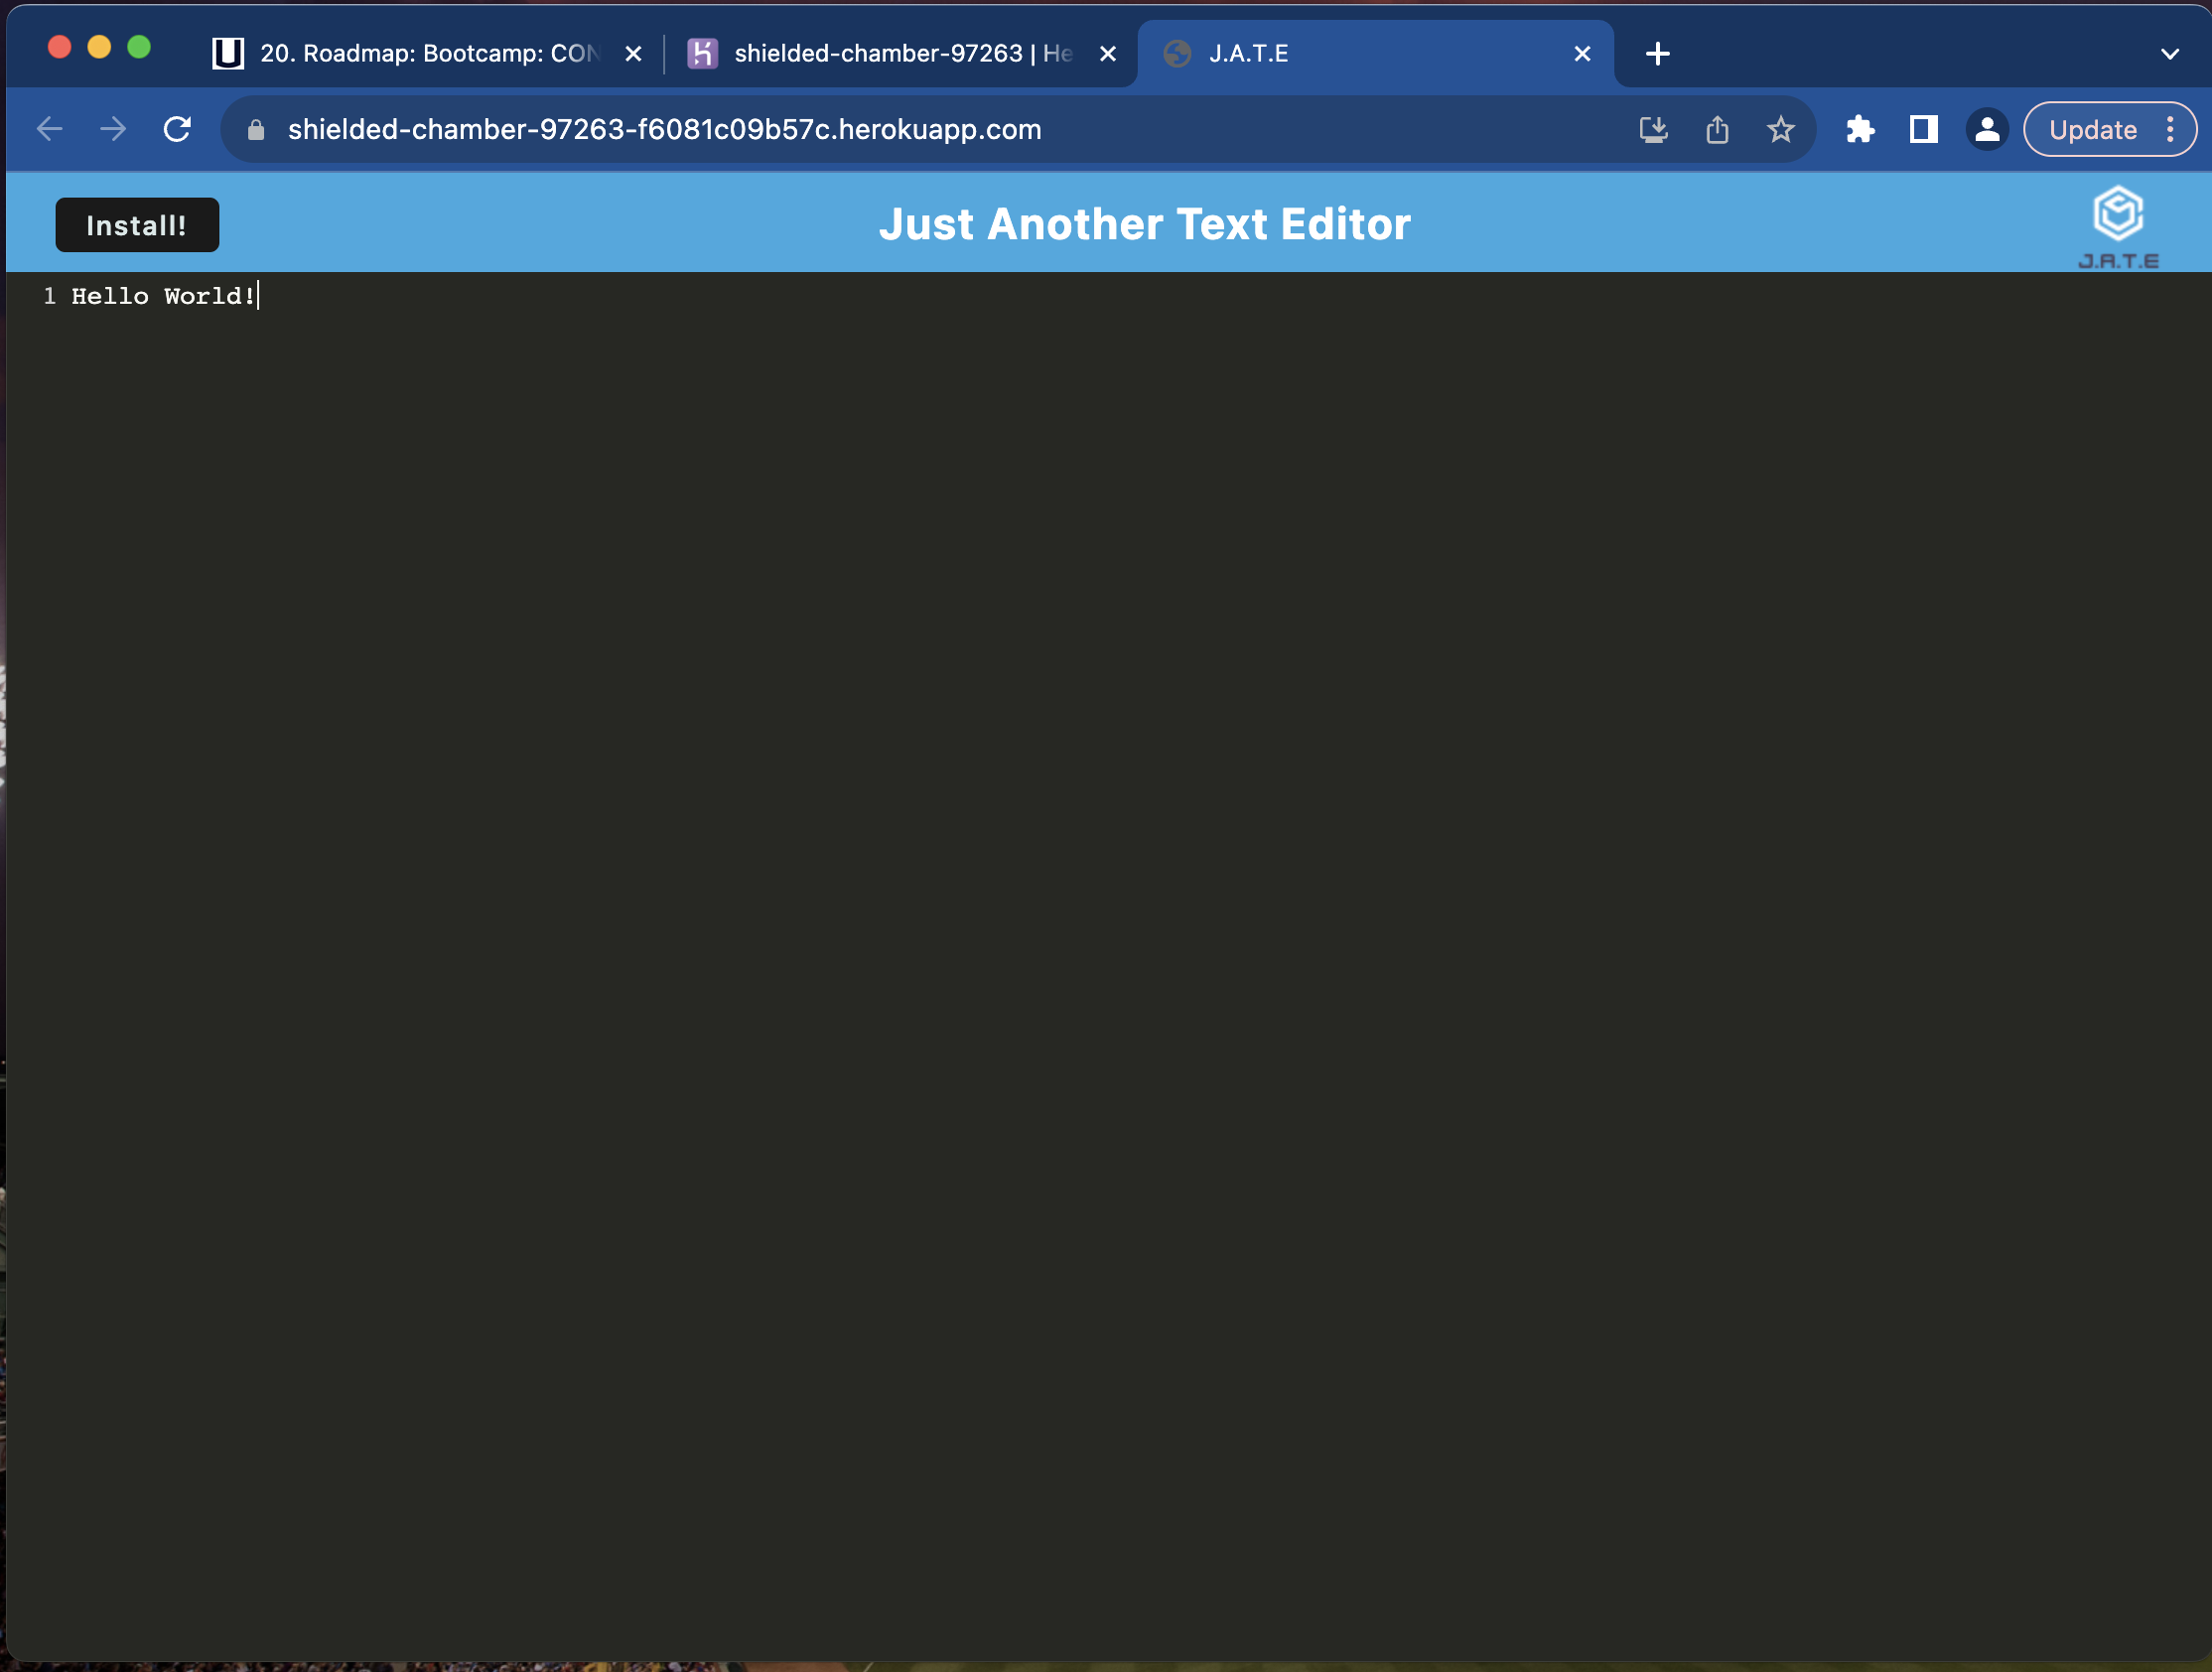 20. Roadmap: Bootcamp: CON
shielded-chamber-97263 | He
J.A.T.E
shielded-chamber-97263-f6081c09b57c.herokuapp.com
Update
Install!
Just Another Text Editor
J.A.T.E
1 Hello World!